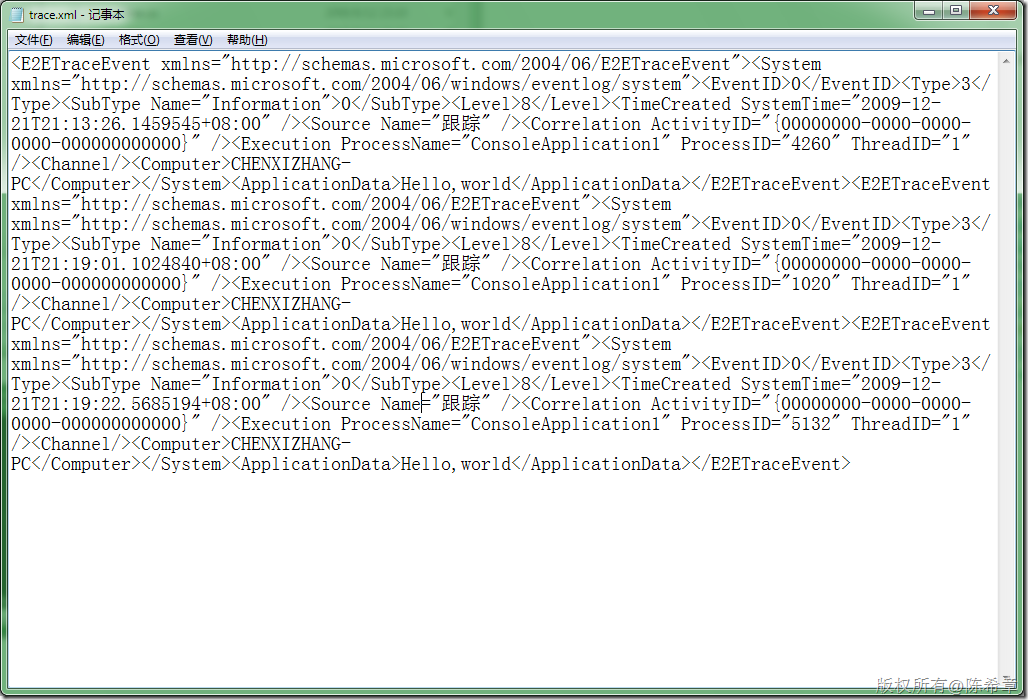 trace.xml - 记事本
文件(F) 编辑(E) 格式(O) 查看(V) 帮助(H)
<E2ETraceEvent xmlns="http://schemas.microsoft.com/2004/06/E2ETraceEvent"><System
xmlns="http://schemas.microsoft.com/2004/06/windows/eventlog/system"><EventID>0</EventID><Type>3</
Type><SubType Name="Information">0</SubType><Level>8</Level><TimeCreated SystemTime="2009-12-
21T21:13:26.1459545+08:00" /><Source Name="跟踪" /><Correlation ActivityID="{00000000-0000-0000-
0000-000000000000}" /><Execution ProcessName="ConsoleApplication1" ProcessID="4260" ThreadID="1"
/><Channel/><Computer>CHENXIZHANG-
PC</Computer></System><ApplicationData>Hello,world</ApplicationData></E2ETraceEvent><E2ETraceEvent
xmlns="http://schemas.microsoft.com/2004/06/E2ETraceEvent"><System
xmlns="http://schemas.microsoft.com/2004/06/windows/eventlog/system"><EventID>0</EventID><Type>3</
Type><SubType Name="Information">0</SubType><Level>8</Level><TimeCreated SystemTime="2009-12-
21T21:19:01.1024840+08:00" /><Source Name="跟踪" /><Correlation ActivityID="{00000000-0000-0000-
0000-000000000000}" /><Execution ProcessName="ConsoleApplication1" ProcessID="1020" ThreadID="1"
/><Channel/><Computer>CHENXIZHANG-
PC</Computer></System><ApplicationData>Hello,world</ApplicationData></E2ETraceEvent><E2ETraceEvent
xmlns="http://schemas.microsoft.com/2004/06/E2ETraceEvent"><System
xmlns="http://schemas.microsoft.com/2004/06/windows/eventlog/system"><EventID>0</EventID><Type>3</
Type><SubType Name="Information">0</SubType><Level>8</Level><TimeCreated SystemTime="2009-12-
21T21:19:22.5685194+08:00" /><Source Name="跟踪" /><Correlation ActivityID="{00000000-0000-0000-
0000-000000000000}" /><Execution ProcessName="ConsoleApplication1" ProcessID="5132" ThreadID="1"
/><Channel/><Computer>CHENXIZHANG-
PC</Computer></System><ApplicationData>Hello,world</ApplicationData></E2ETraceEvent>
版权所有@陈希章